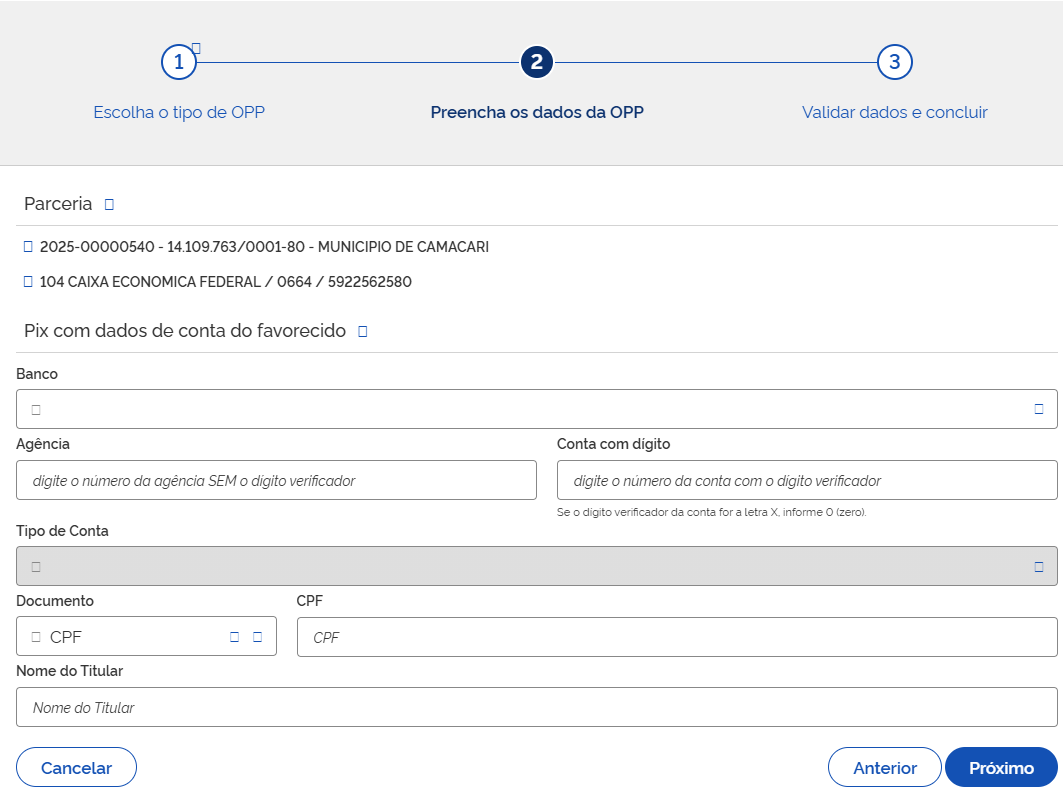 1 2 3
Escolha o tipo de OPP Preencha os dados da OPP Validar dados e concluir
Parceria
2025-00000540 - 14.109.763/0001-80 - MUNICIPIO DE CAMACARI
104 CAIXA ECONOMICA FEDERAL / 0664 / 5922562580
Pix com dados de conta do favorecido
Banco
Agência Conta com dígito
digite o número da agência SEM o dígito verificador digite o número da conta com o dígito verificador
Se o dígito verificador da conta for a letra X, informe 0 (zero).
Tipo de Conta
Documento CPF
CPF CPF
Nome do Titular
Nome do Titular
Cancelar Anterior Próximo